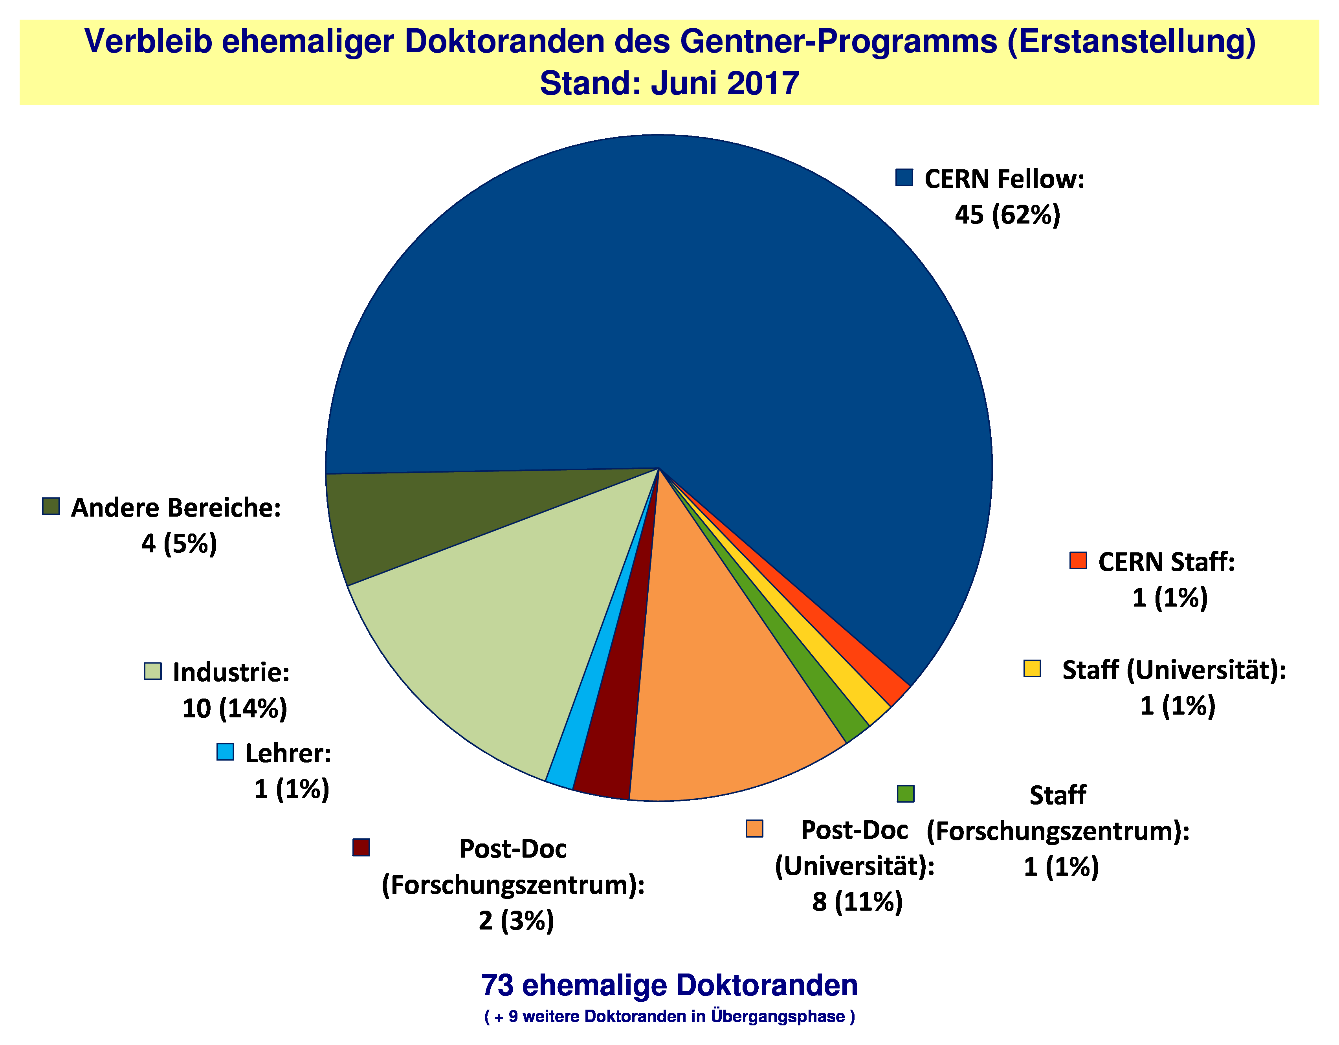 Verbleib ehemaliger Doktoranden des Gentner-Programms (Erstanstellung)
Stand: Juni 2017
CERN Fellow:
45 (62%)
Andere Bereiche:
4 (5%)
CERN Staff:
1 (1%)
Industrie:
10 (14%)
Staff (Universität):
1 (1%)
Lehrer:
1 (1%)
Staff
(Forschungszentrum):
1 (1%)
Post-Doc
(Universität):
8 (11%)
Post-Doc
(Forschungszentrum):
2 (3%)
73 ehemalige Doktoranden
( + 9 weitere Doktoranden in Übergangsphase )